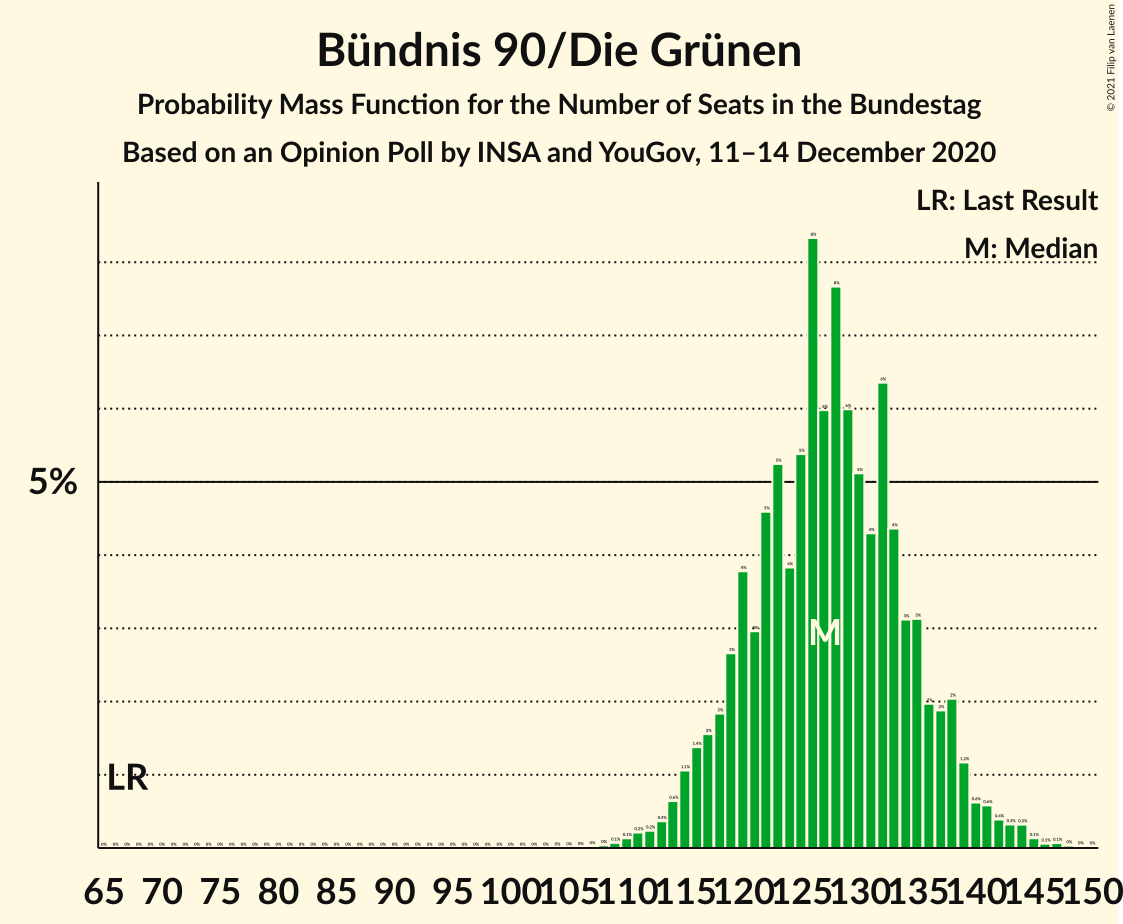 Bündnis 90/Die Grünen
Probability Mass Function for the Number of Seats in the Bundestag
Based on an Opinion Poll by INSA and YouGov, 11–14 December 2020
© 2021 Filip van Laenen
LR: Last Result
M: Median
5%
M
LR
65 70 75 80 85 90 95 100 105 110 115 120 125 130 135 140 145 150